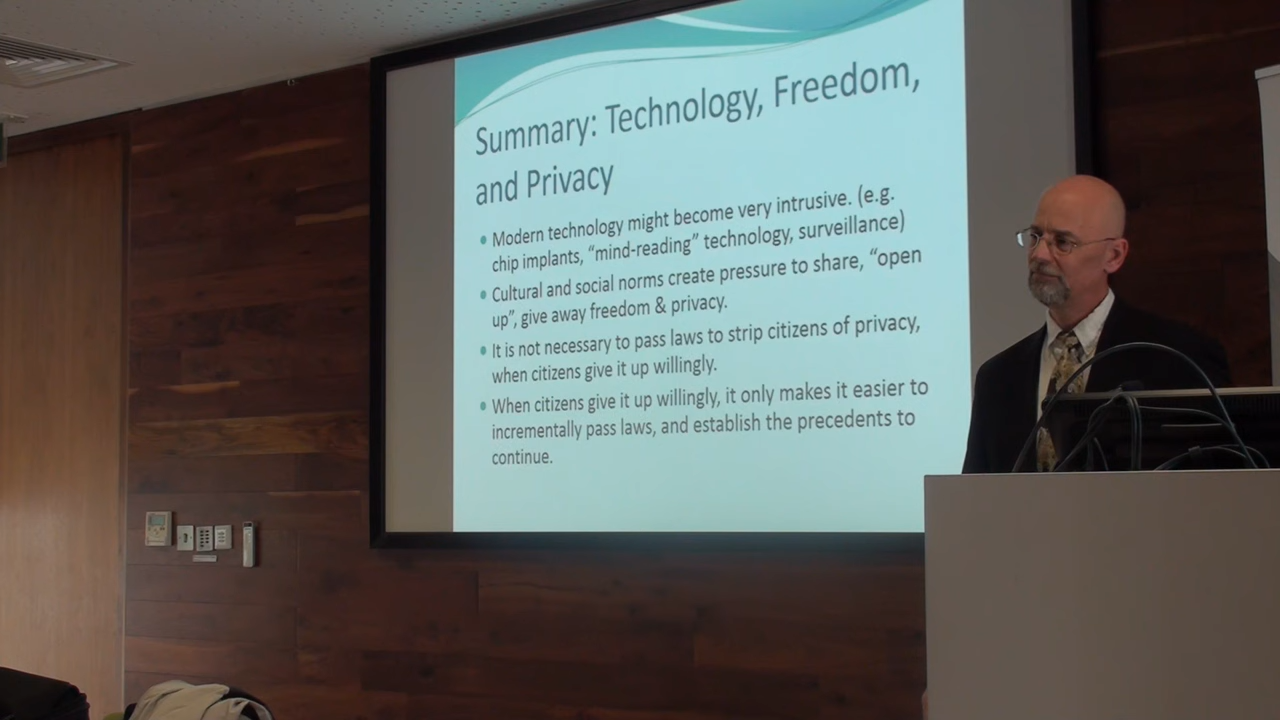 Summary: Technology, Freedom,
and Privacy
• Modern technology might become very intrusive. (e.g.
chip implants, “mind-reading” technology, surveillance)
• Cultural and social norms create pressure to share, “open
up”, give away freedom & privacy.
• It is not necessary to pass laws to strip citizens of privacy,
when citizens give it up willingly.
• When citizens give it up willingly, it only makes it easier to
incrementally pass laws, and establish the precedents to
continue.